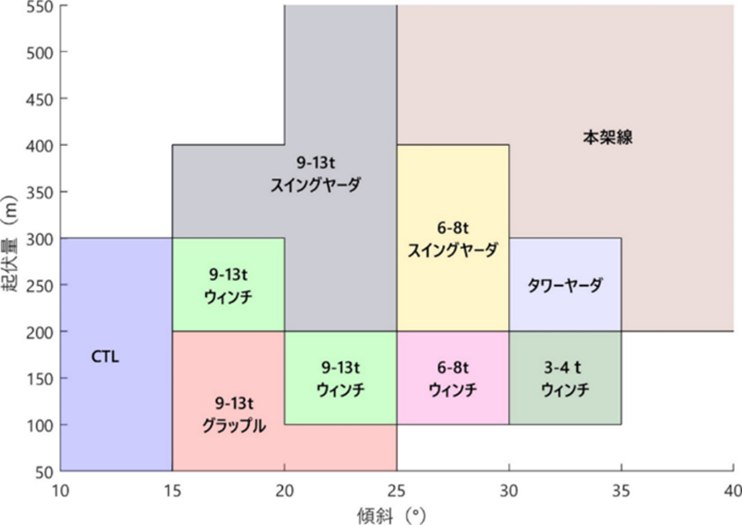 550
500
450
400
350
300
250
200
150
100
50
起伏量（m）
本架線
9-13t
スイングヤーダ
6-8t
スイングヤーダ
9-13t
ウィンチ
タワーヤーダ
CTL
9-13t
ウィンチ
6-8t
ウィンチ
3-4 t
ウィンチ
9-13t
グラップル
10 15 20 25 30 35 40
傾斜（°）